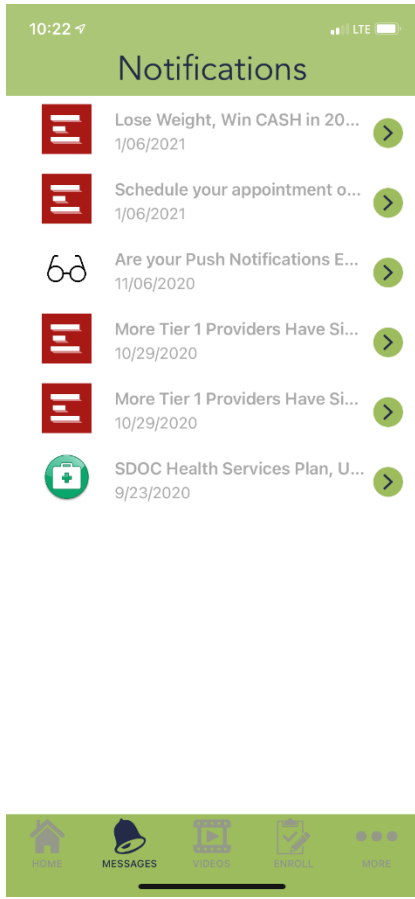 10:22
LTE
Notifications
Lose Weight, Win CASH in 20...
1/06/2021
Schedule your appointment o...
1/06/2021
Are your Push Notifications E...
11/06/2020
More Tier 1 Providers Have Si...
10/29/2020
More Tier 1 Providers Have Si...
10/29/2020
SDOC Health Services Plan, U...
9/23/2020
HOME MESSAGES VIDEOS ENROLL MORE